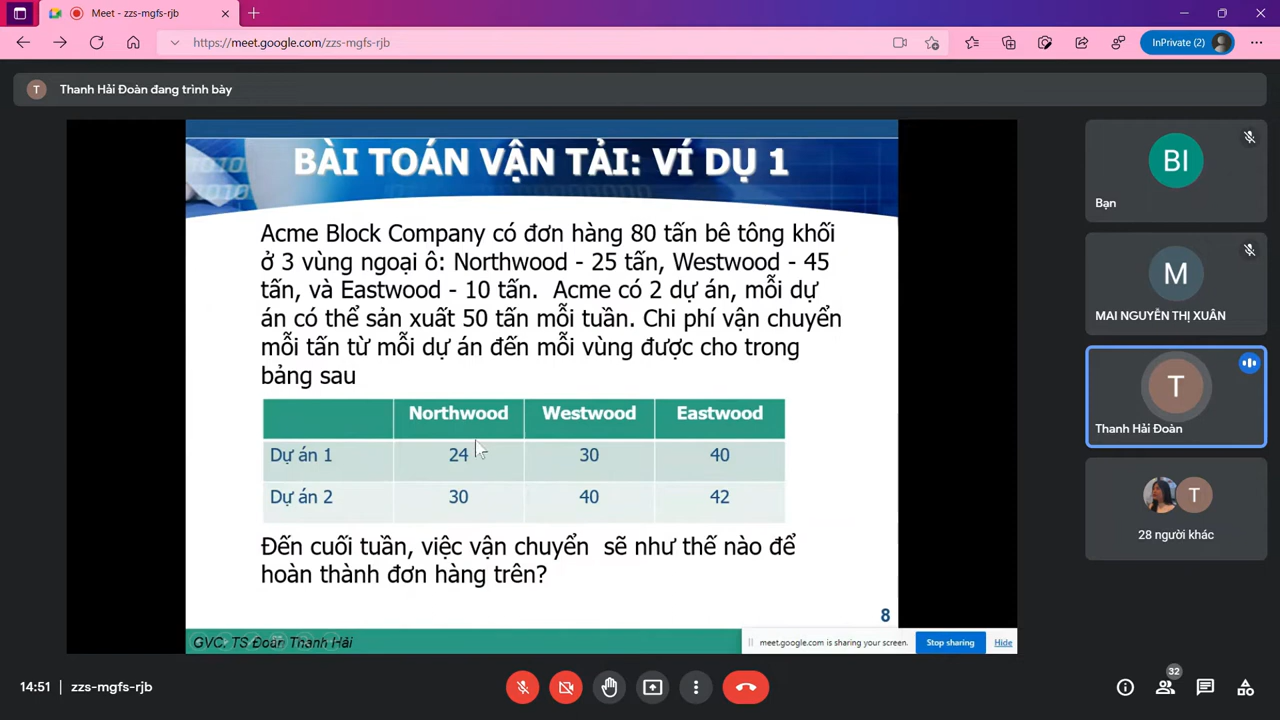 Meet - zzs-mgfs-rjb
https://meet.google.com/zzs-mgfs-rjb
InPrivate (2)
T
Thanh Hải Đoàn đang trình bày
BÀI TOÁN VẬN TẢI: VÍ DỤ 1
Acme Block Company có đơn hàng 80 tấn bê tông khối
ở 3 vùng ngoại ô: Northwood - 25 tấn, Westwood - 45
tấn, và Eastwood - 10 tấn. Acme có 2 dự án, mỗi dự
án có thể sản xuất 50 tấn mỗi tuần. Chi phí vận chuyển
mỗi tấn từ mỗi dự án đến mỗi vùng được cho trong
bảng sau
Northwood Westwood Eastwood
Dự án 1 24 30 40
Dự án 2 30 40 42
Đến cuối tuần, việc vận chuyển sẽ như thế nào để
hoàn thành đơn hàng trên?
8
GVC. TS Đoàn Thanh Hải
meet.google.com is sharing your screen.
Stop sharing
Hide
BI
Bạn
M
MAI NGUYỄN THỊ XUÂN
T
Thanh Hải Đoàn
T
28 người khác
14:51 | zzs-mgfs-rjb
32